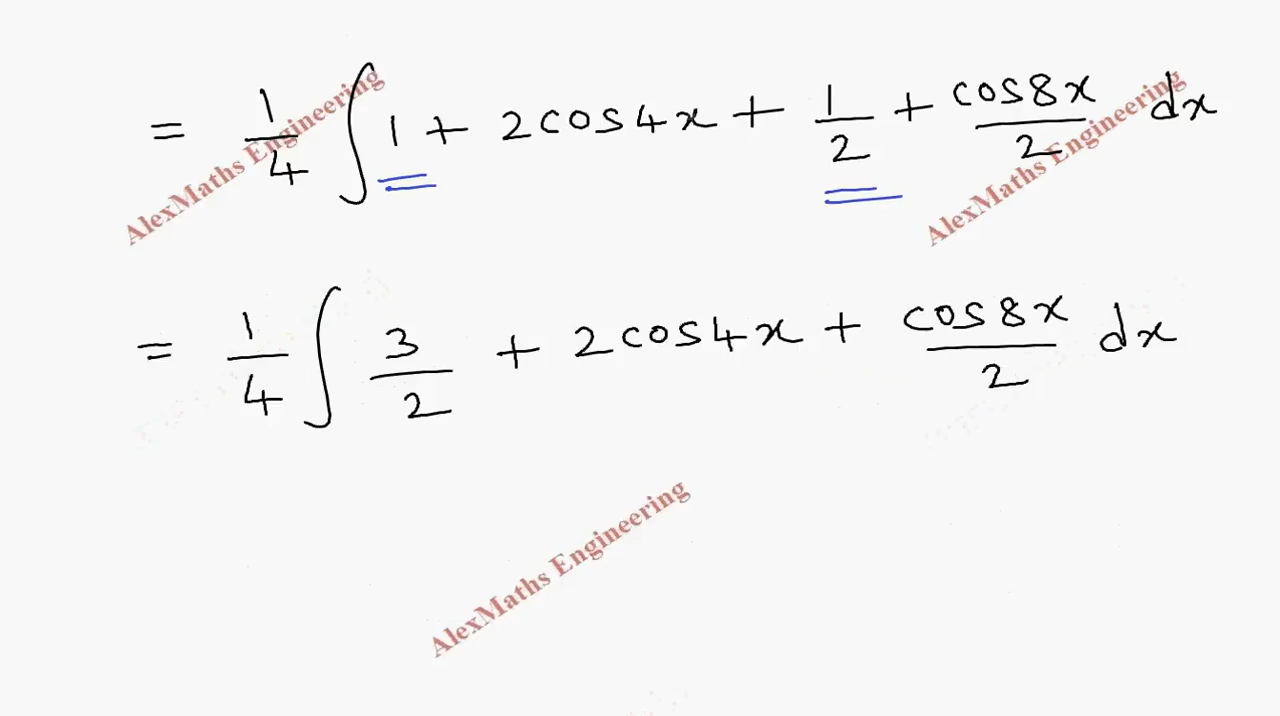 = 1/4 ∫ 1 + 2cos4x + 1/2 + cos8x/2 dx
AlexMaths Engineering
AlexMaths Engineering
= 1/4 ∫ 3/2 + 2cos4x + cos8x/2 dx
AlexMaths Engineering